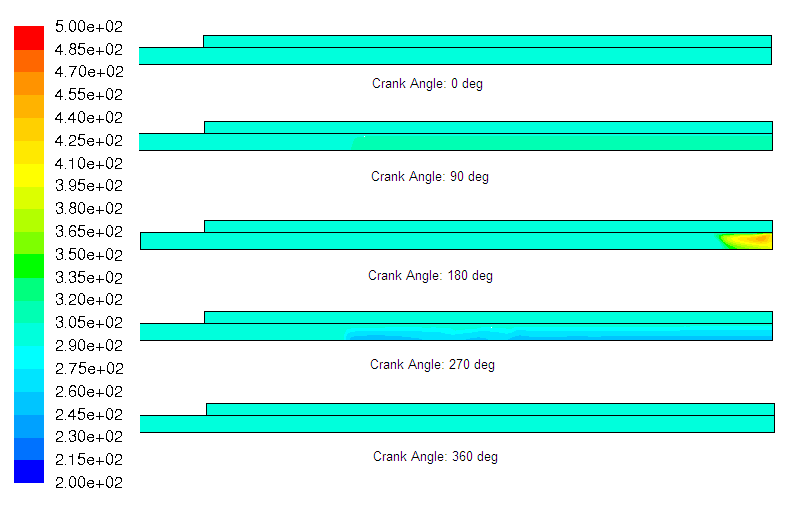 5.00e+02
4.85e+02
4.70e+02
4.55e+02
4.40e+02
4.25e+02
4.10e+02
3.95e+02
3.80e+02
3.65e+02
3.50e+02
3.35e+02
3.20e+02
3.05e+02
2.90e+02
2.75e+02
2.60e+02
2.45e+02
2.30e+02
2.15e+02
2.00e+02
Crank Angle: 0 deg
Crank Angle: 90 deg
Crank Angle: 180 deg
Crank Angle: 270 deg
Crank Angle: 360 deg